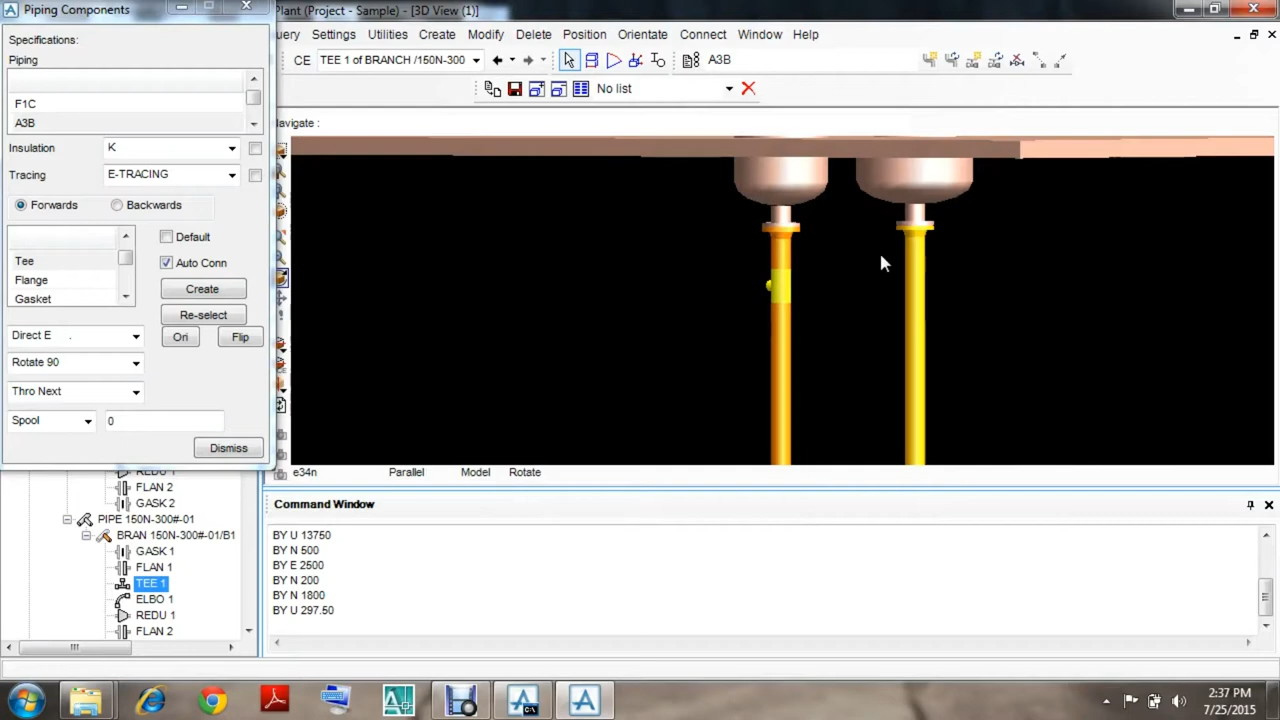 Piping Components
Plant (Project - Sample) - [3D View (1)]
Specifications:
Piping
F1C
A3B
Insulation K
Tracing E-TRACING
Forwards Backwards
Tee
Flange
Gasket
Default
Auto Conn
Create
Re-select
Direct E
Ori Flip
Rotate 90
Thro Next
Spool 0
Dismiss
Settings Utilities Create Modify Delete Position Orientate Connect Window Help
CE TEE 1 of BRANCH /150N-300 A3B
No list
e34n Parallel Model Rotate
FLAN 2
GASK 2
PIPE 150N-300#-01
BRAN 150N-300#-01/B1
GASK 1
FLAN 1
TEE 1
ELBO 1
REDU 1
FLAN 2
Command Window
BY U 13750
BY N 500
BY E 2500
BY N 200
BY N 1800
BY U 297.50
2:37 PM
7/25/2015